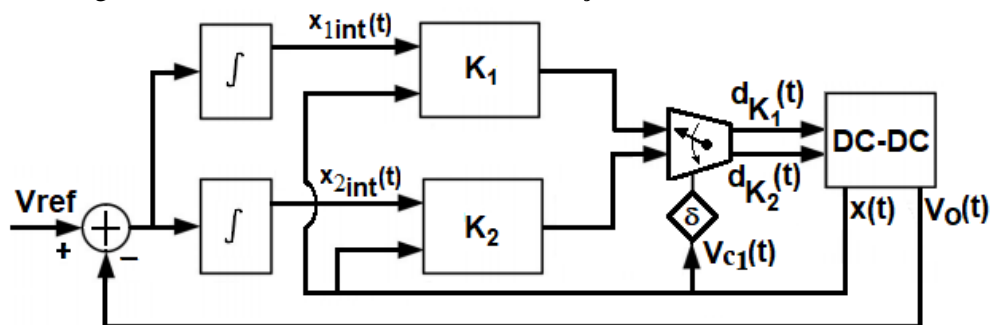 x1int(t)
∫
K1
dK1(t)
DC-DC
x2int(t)
dK2(t)
Vref
+
−
∫
K2
δ
x(t)
VO(t)
Vc1(t)